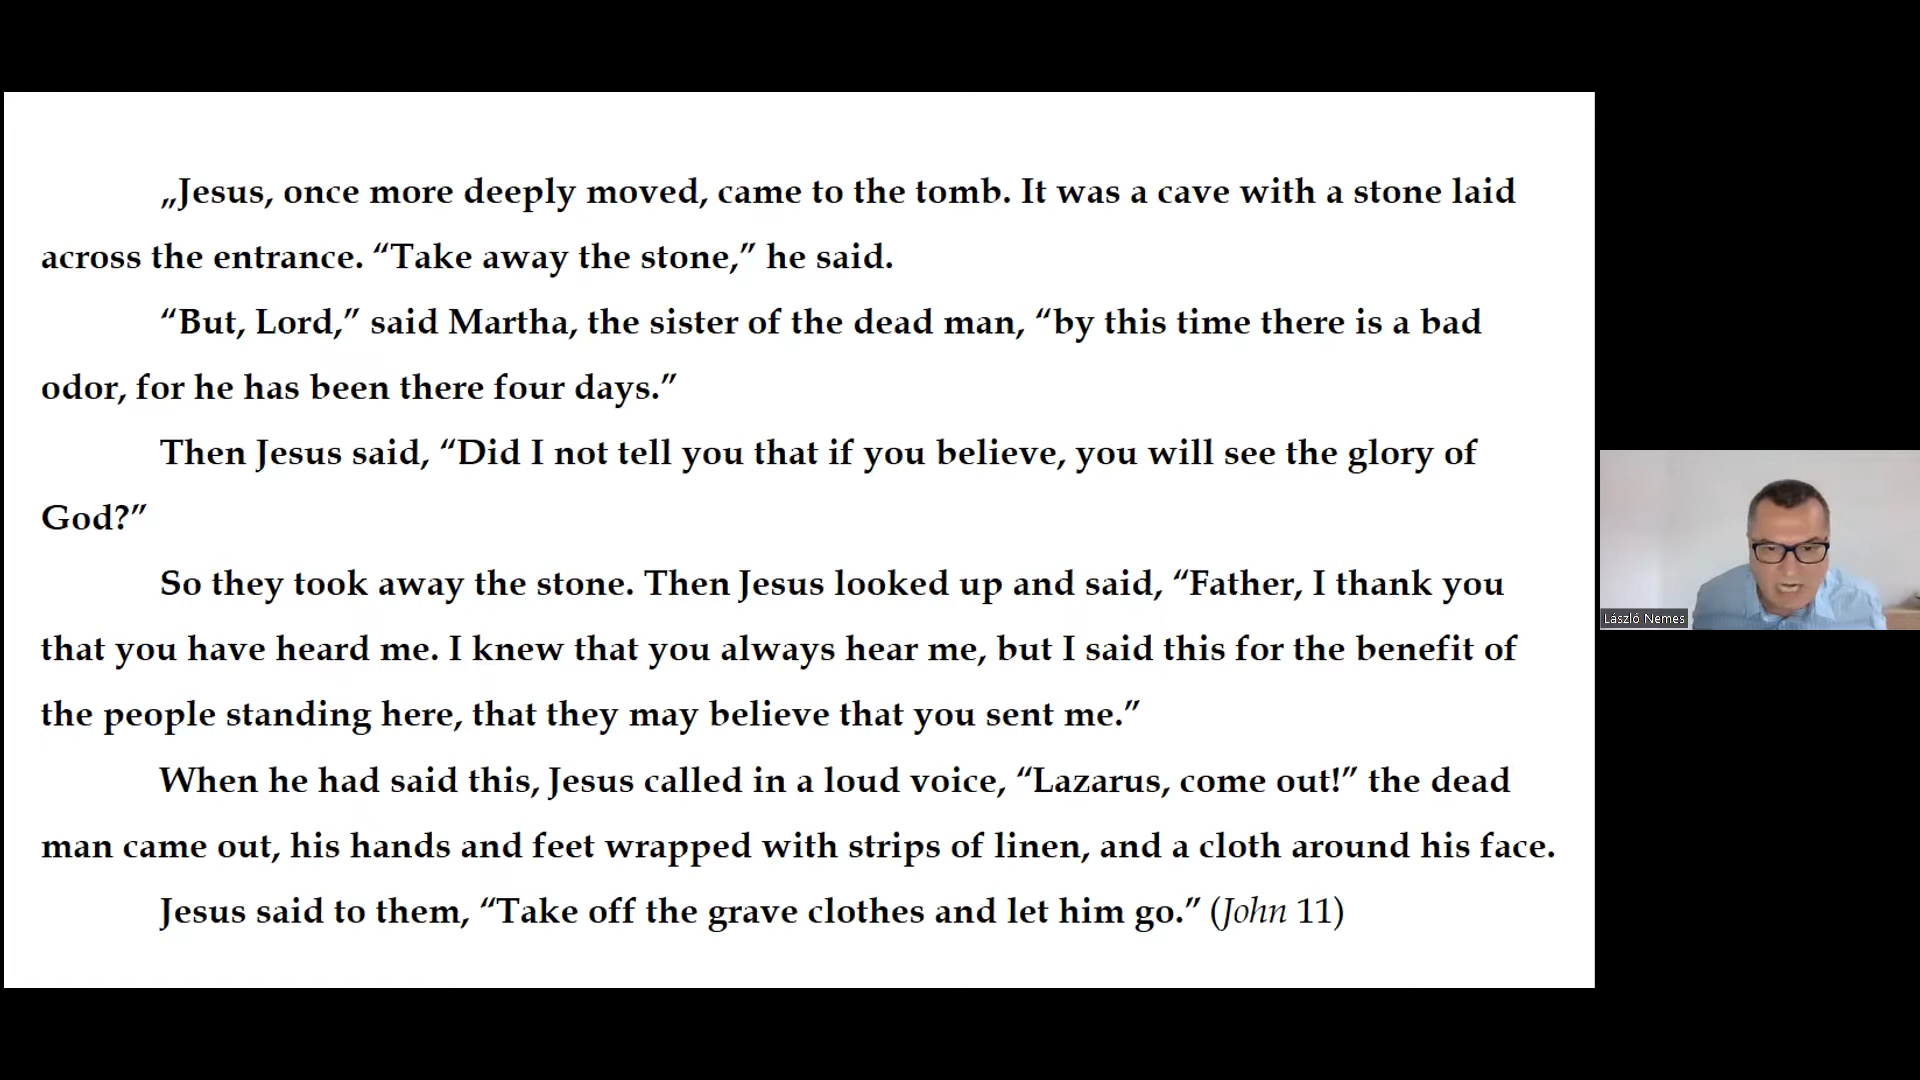 „Jesus, once more deeply moved, came to the tomb. It was a cave with a stone laid
across the entrance. “Take away the stone,” he said.
“But, Lord,” said Martha, the sister of the dead man, “by this time there is a bad
odor, for he has been there four days.”
Then Jesus said, “Did I not tell you that if you believe, you will see the glory of
God?”
So they took away the stone. Then Jesus looked up and said, “Father, I thank you
that you have heard me. I knew that you always hear me, but I said this for the benefit of
the people standing here, that they may believe that you sent me.”
When he had said this, Jesus called in a loud voice, “Lazarus, come out!” the dead
man came out, his hands and feet wrapped with strips of linen, and a cloth around his face.
Jesus said to them, “Take off the grave clothes and let him go.” (John 11)
László Nemes